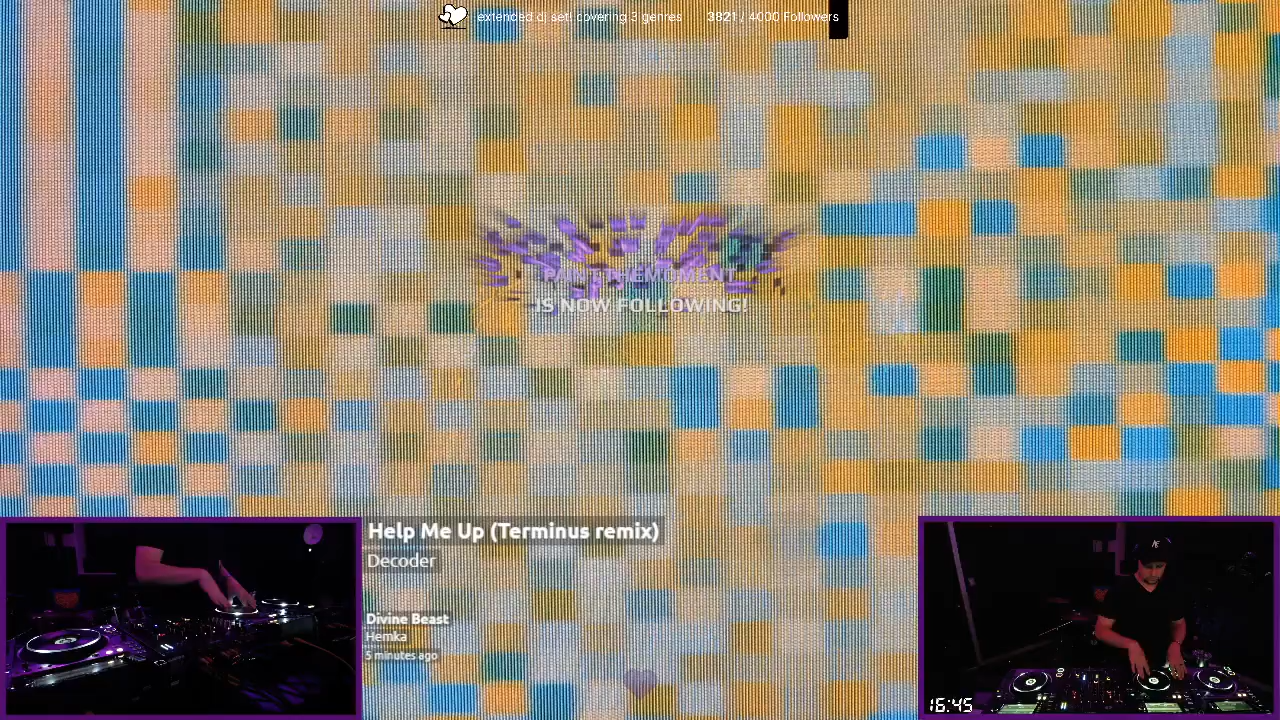 extended dj set! covering 3 genres 3821 / 4000 Followers
IS NOW FOLLOWING!
Help Me Up (Terminus remix)
Decoder
Divine Beast
Hemka
5 minutes ago
16:45